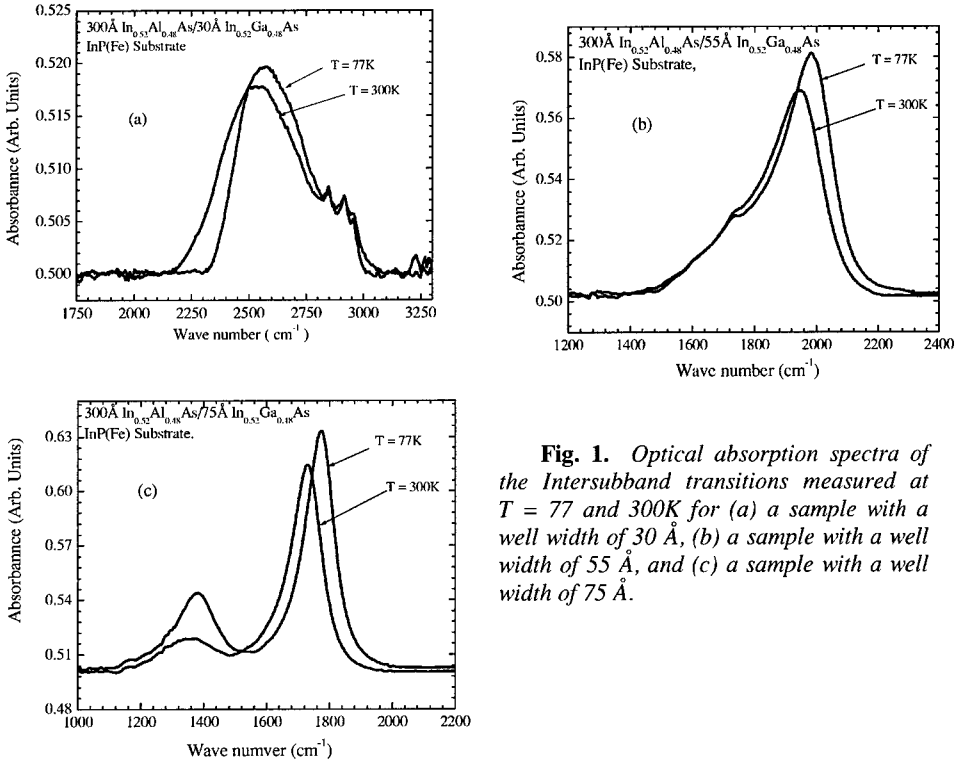 300Å In0.52Al0.48As/30Å In0.52Ga0.48As
InP(Fe) Substrate
T = 77K
T = 300K
(a)
Absorbannce (Arb. Units)
0.525
0.520
0.515
0.510
0.505
0.500
1750 2000 2250 2500 2750 3000 3250
Wave number ( cm-1 )
300Å In0.52Al0.48As/55Å In0.52Ga0.48As
InP(Fe) Substrate,
T = 77K
T = 300K
(b)
Absorbannce (Arb. Units)
0.58
0.56
0.54
0.52
0.50
1200 1400 1600 1800 2000 2200 2400
Wave number (cm-1)
300Å In0.52Al0.48As/75Å In0.52Ga0.48As
InP(Fe) Substrate.
T = 77K
T = 300K
(c)
Absorbannce (Arb. Units)
0.63
0.60
0.57
0.54
0.51
0.48
1000 1200 1400 1600 1800 2000 2200
Wave numver (cm-1)
Fig. 1. Optical absorption spectra of
the Intersubband transitions measured at
T = 77 and 300K for (a) a sample with a
well width of 30 Å, (b) a sample with a well
width of 55 Å, and (c) a sample with a well
width of 75 Å.